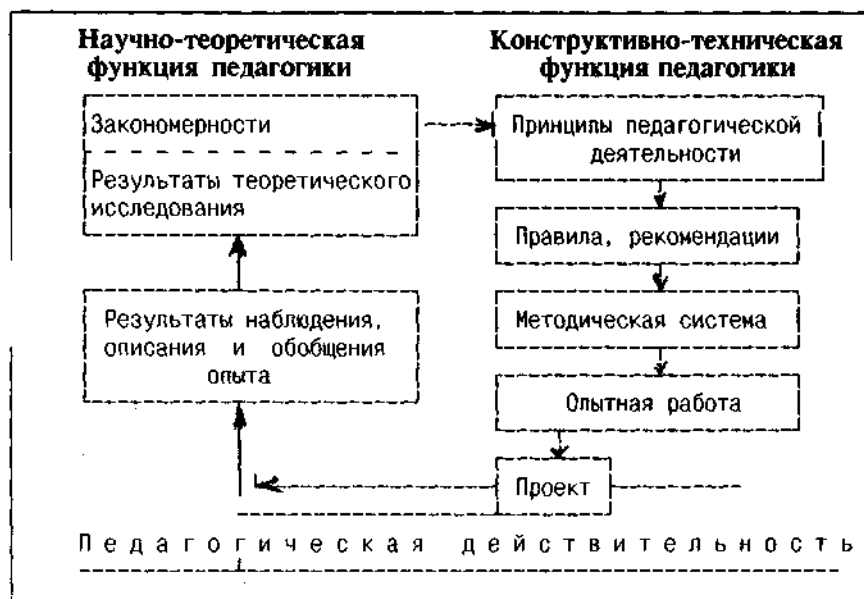 Научно-теоретическая
функция педагогики
Закономерности
Результаты теоретического
исследования
Результаты наблюдения,
описания и обобщения
опыта
Конструктивно-техническая
функция педагогики
Принципы педагогической
деятельности
Правила, рекомендации
Методическая система
Опытная работа
Проект
Педагогическая действительность